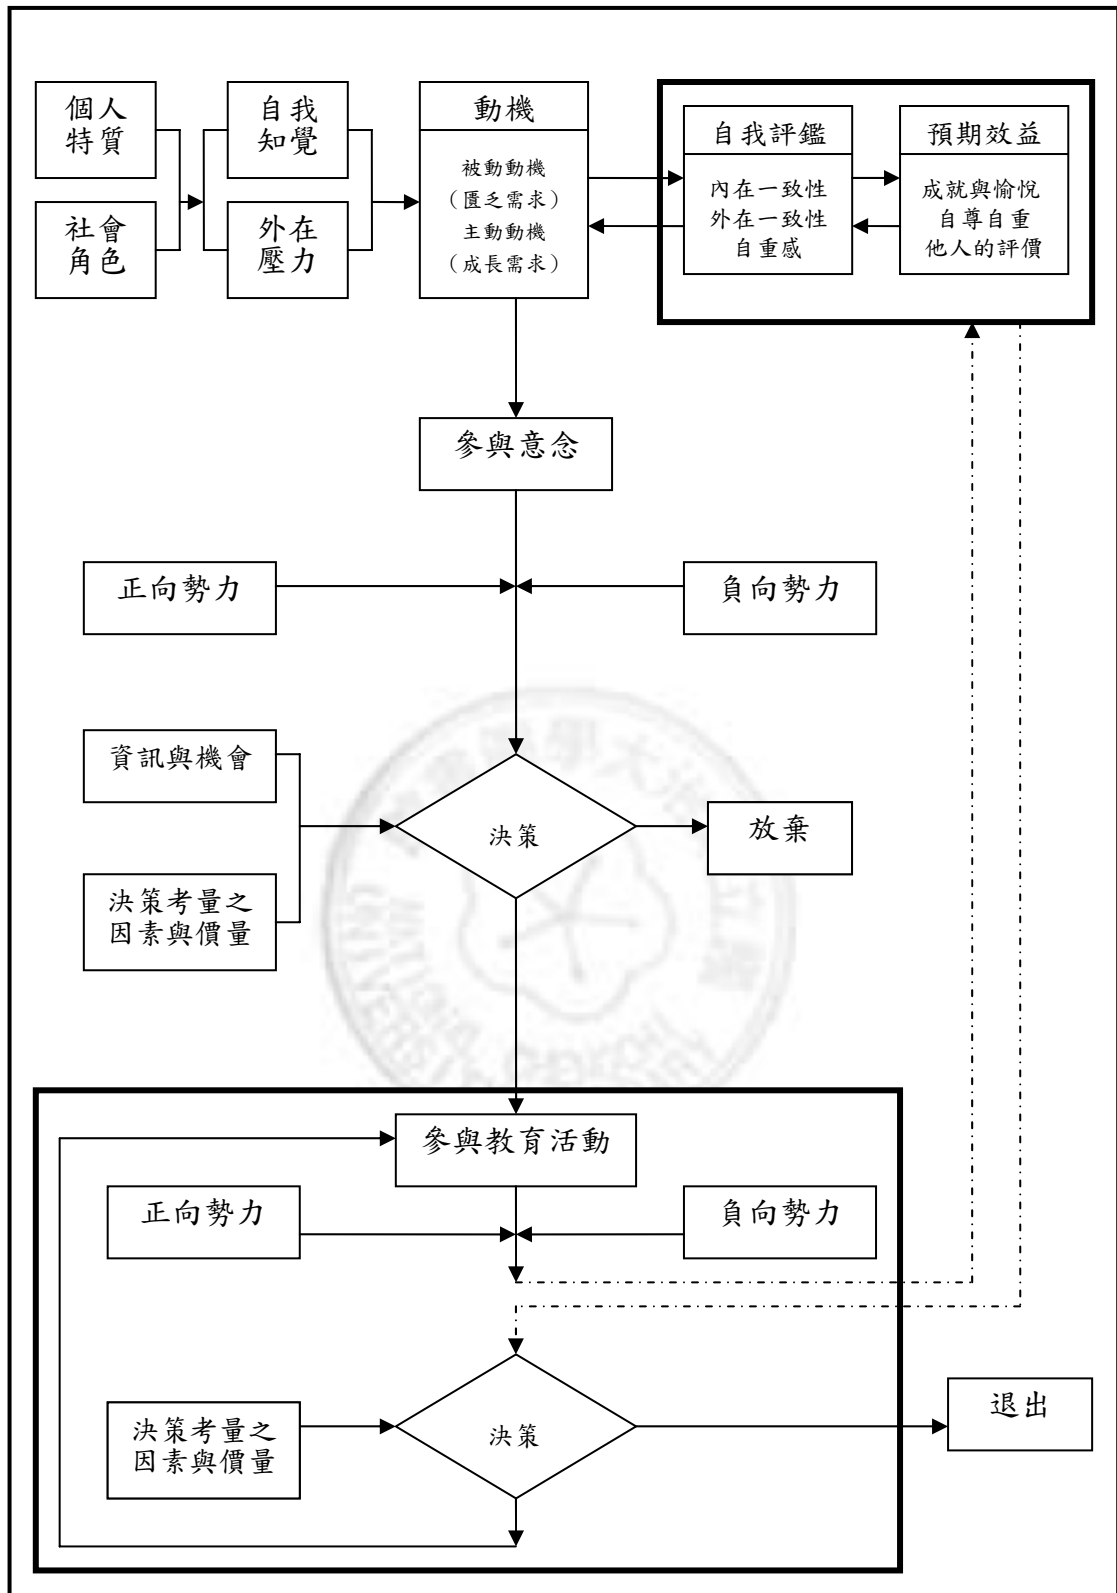 個人
特質
社會
角色
自我
知覺
外在
壓力
動機
被動動機
(匱乏需求)
主動動機
(成長需求)
自我評鑑
內在一致性
外在一致性
自重感
預期效益
成就與愉悅
自尊自重
他人的評價
參與意念
正向勢力
負向勢力
資訊與機會
決策考量之
因素與價量
決策
放棄
參與教育活動
正向勢力
負向勢力
決策考量之
因素與價量
決策
退出